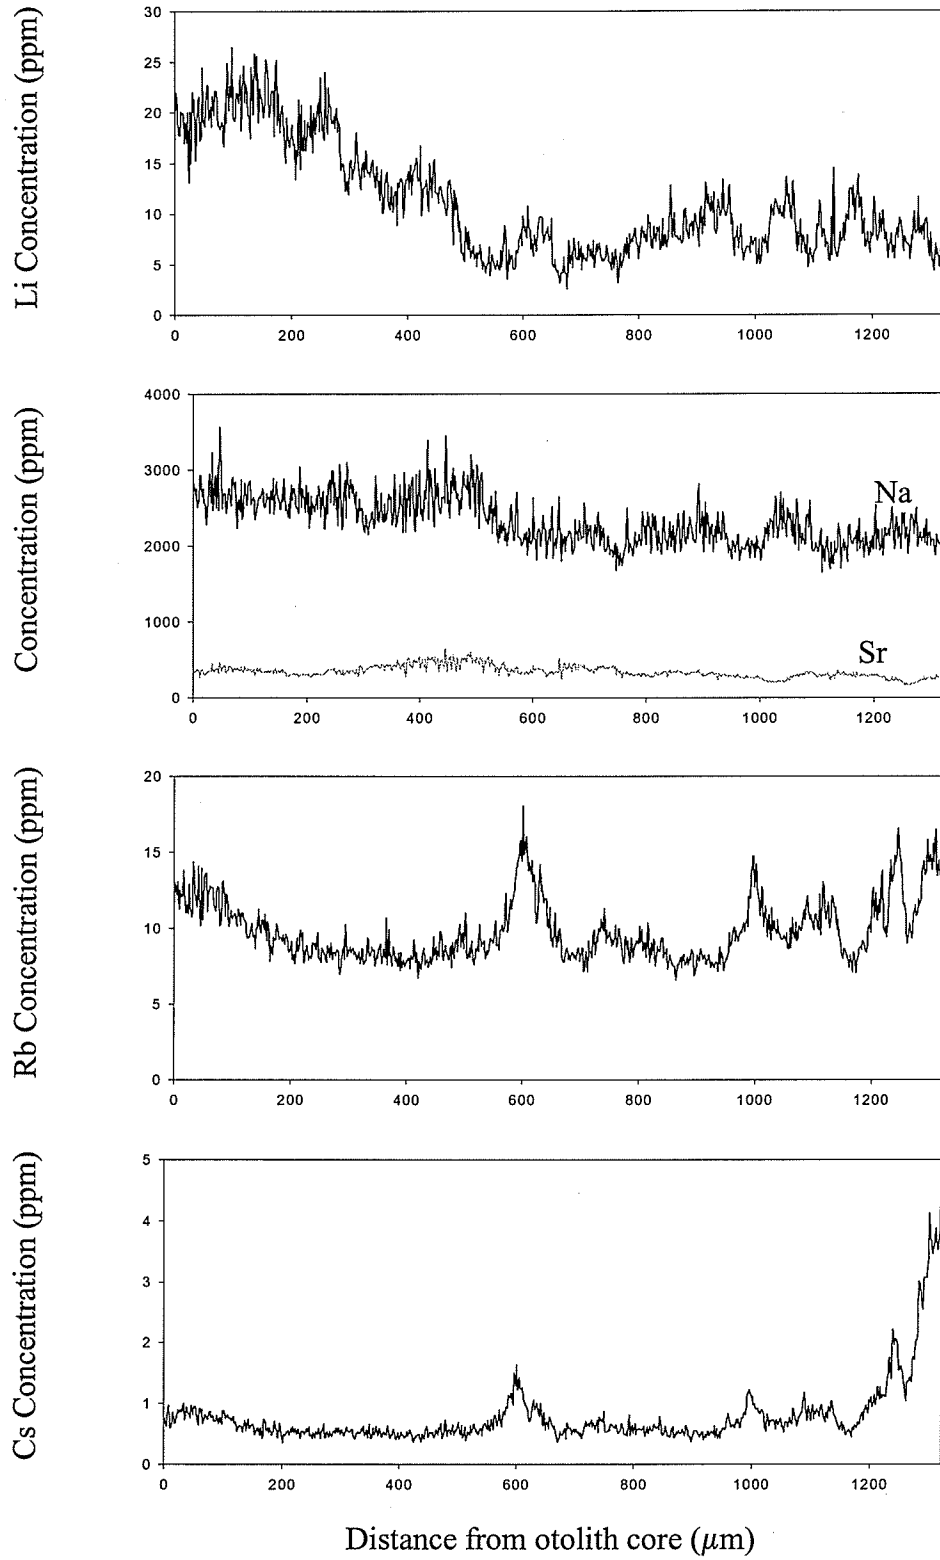 Li Concentration (ppm)
30
25
20
15
10
5
0
0 200 400 600 800 1000 1200
Concentration (ppm)
4000
3000
2000
1000
0
Na
Sr
0 200 400 600 800 1000 1200
Rb Concentration (ppm)
20
15
10
5
0
0 200 400 600 800 1000 1200
Cs Concentration (ppm)
5
4
3
2
1
0
0 200 400 600 800 1000 1200
Distance from otolith core (µm)